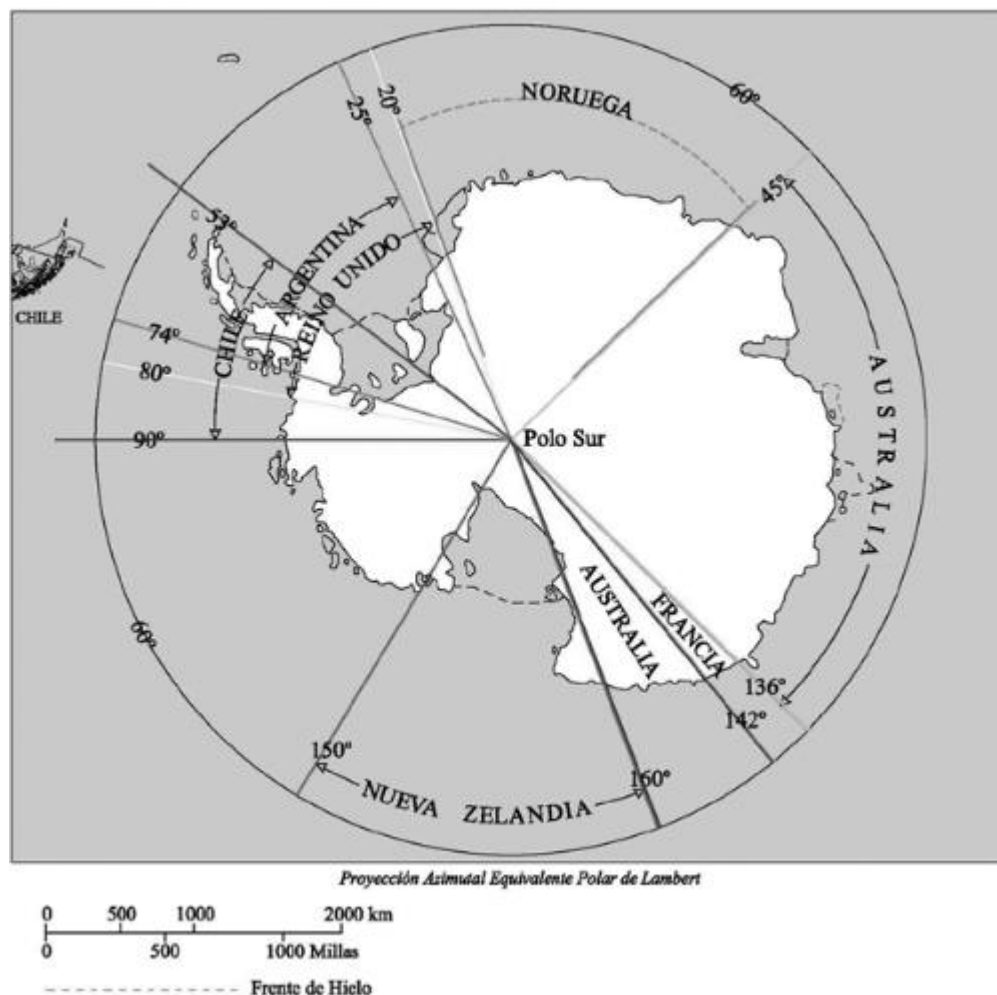 20º
25º
NORUEGA
60º
45º
53º
ARGENTINA
REINO UNIDO
CHILE
CHILE
74º
80º
90º
Polo Sur
AUSTRALIA
AUSTRALIA
FRANCIA
60º
136º
142º
150º
160º
NUEVA ZELANDIA
Proyección Azimutal Equivalente Polar de Lambert
0 500 1000 2000 km
0 500 1000 Millas
Frente de Hielo